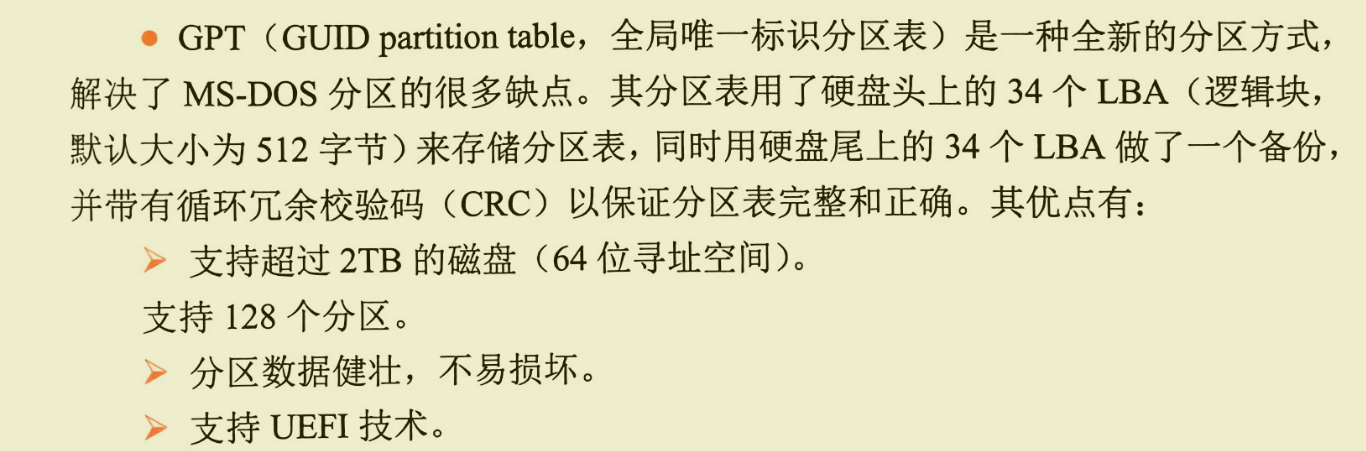 ● GPT（GUID partition table，全局唯一标识分区表）是一种全新的分区方式，
解决了 MS-DOS 分区的很多缺点。其分区表用了硬盘头上的 34 个 LBA（逻辑块，
默认大小为 512 字节）来存储分区表，同时用硬盘尾上的 34 个 LBA 做了一个备份，
并带有循环冗余校验码（CRC）以保证分区表完整和正确。其优点有：
➢ 支持超过 2TB 的磁盘（64 位寻址空间）。
支持 128 个分区。
➢ 分区数据健壮，不易损坏。
➢ 支持 UEFI 技术。